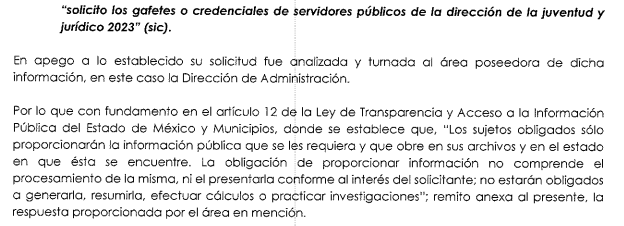 “solicito los gafetes o credenciales de servidores públicos de la dirección de la juventud y
jurídico 2023” (sic).
En apego a lo establecido su solicitud fue analizada y turnada al área poseedora de dicha
información, en este caso la Dirección de Administración.
Por lo que con fundamento en el artículo 12 de la Ley de Transparencia y Acceso a la Información
Pública del Estado de México y Municipios, donde se establece que, “Los sujetos obligados sólo
proporcionarán la información pública que se les requiera y que obre en sus archivos y en el estado
en que ésta se encuentre. La obligación de proporcionar información no comprende el
procesamiento de la misma, ni el presentarla conforme al interés del solicitante; no estarán obligados
a generarla, resumirla, efectuar cálculos o practicar investigaciones”; remito anexa al presente, la
respuesta proporcionada por el área en mención.